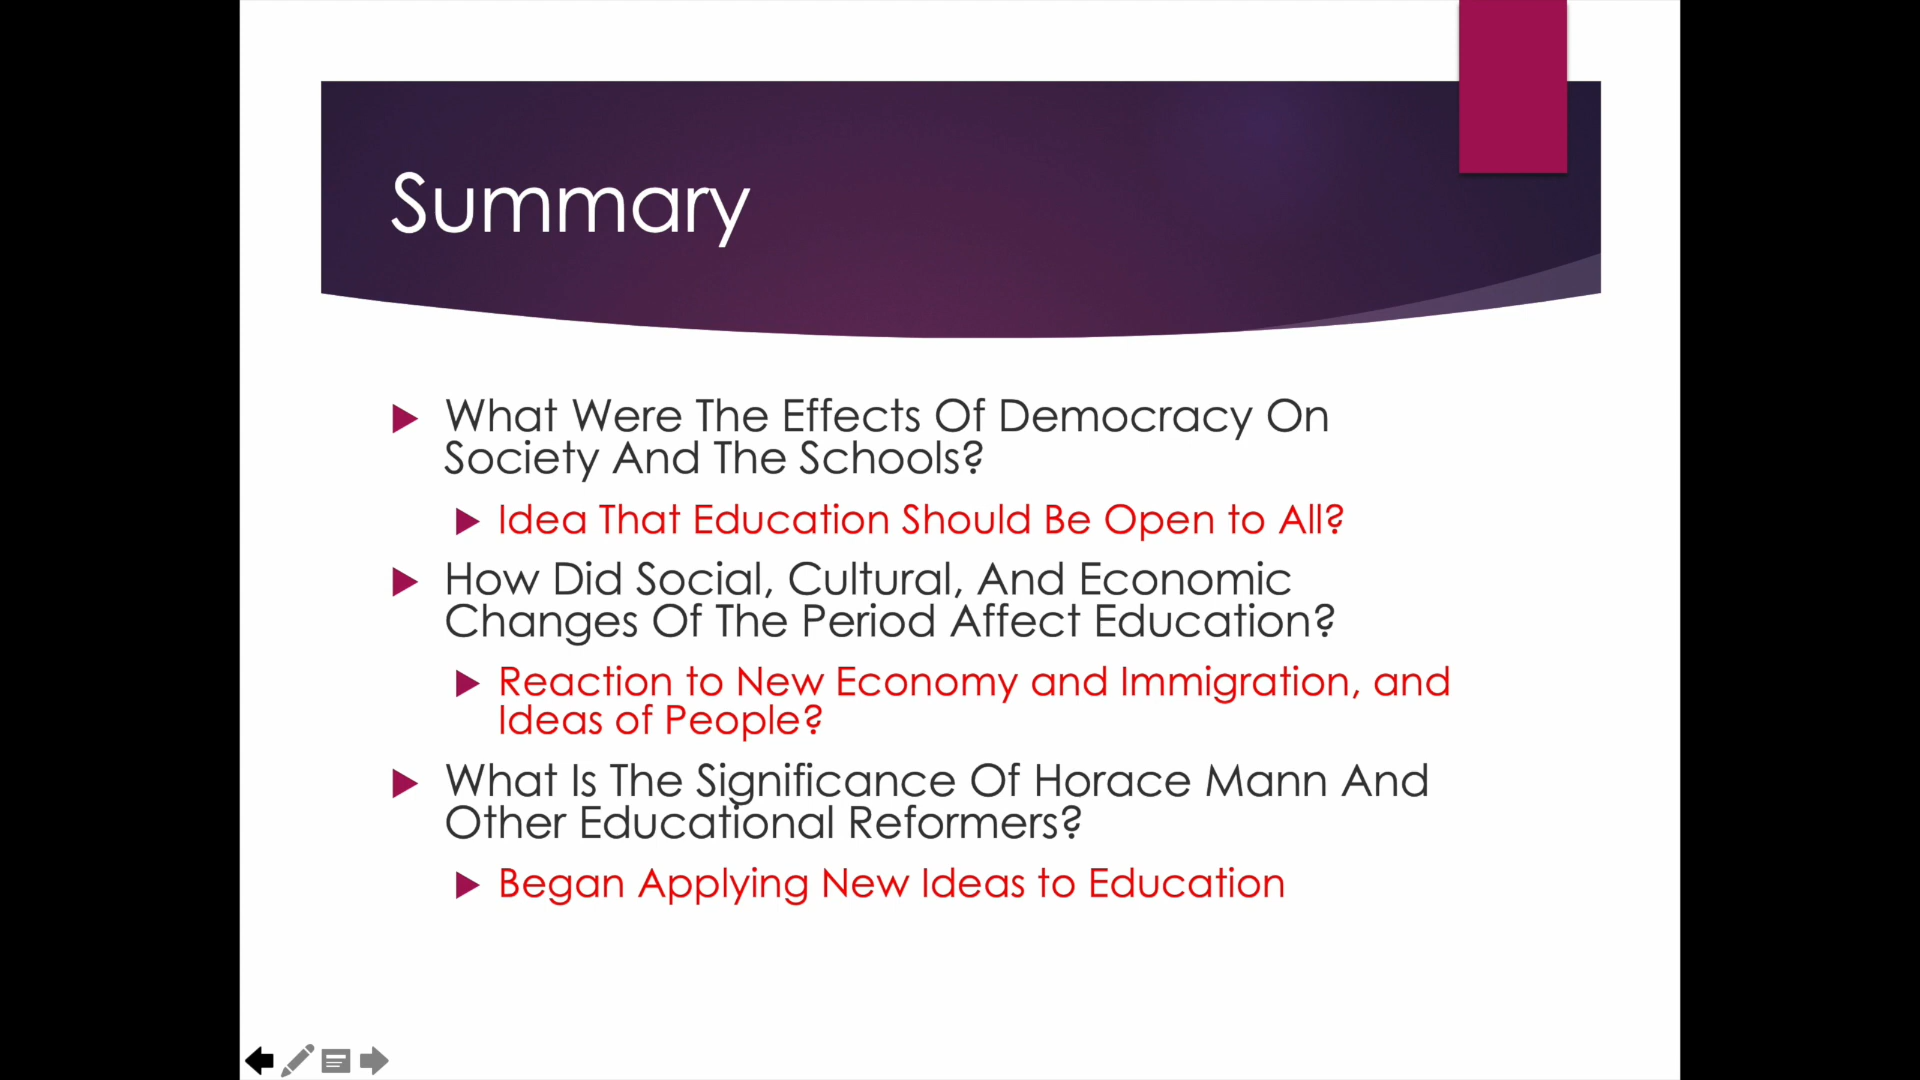 Summary
What Were The Effects Of Democracy On
Society And The Schools?
Idea That Education Should Be Open to All?
How Did Social, Cultural, And Economic
Changes Of The Period Affect Education?
Reaction to New Economy and Immigration, and
Ideas of People?
What Is The Significance Of Horace Mann And
Other Educational Reformers?
Began Applying New Ideas to Education